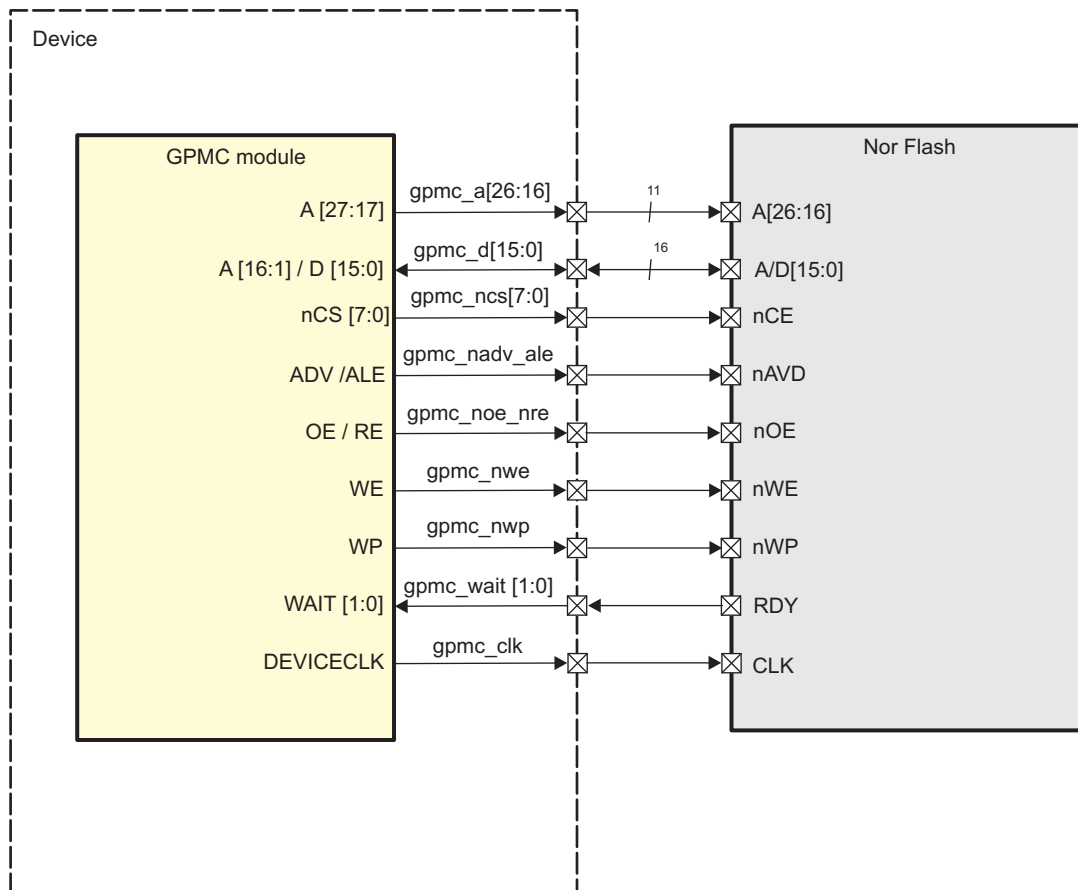 Device
GPMC module
Nor Flash
A [27:17]
gpmc_a[26:16]
11
A[26:16]
A [16:1] / D [15:0]
gpmc_d[15:0]
16
A/D[15:0]
nCS [7:0]
gpmc_ncs[7:0]
nCE
ADV /ALE
gpmc_nadv_ale
nAVD
OE / RE
gpmc_noe_nre
nOE
WE
gpmc_nwe
nWE
WP
gpmc_nwp
nWP
WAIT [1:0]
gpmc_wait [1:0]
RDY
DEVICECLK
gpmc_clk
CLK